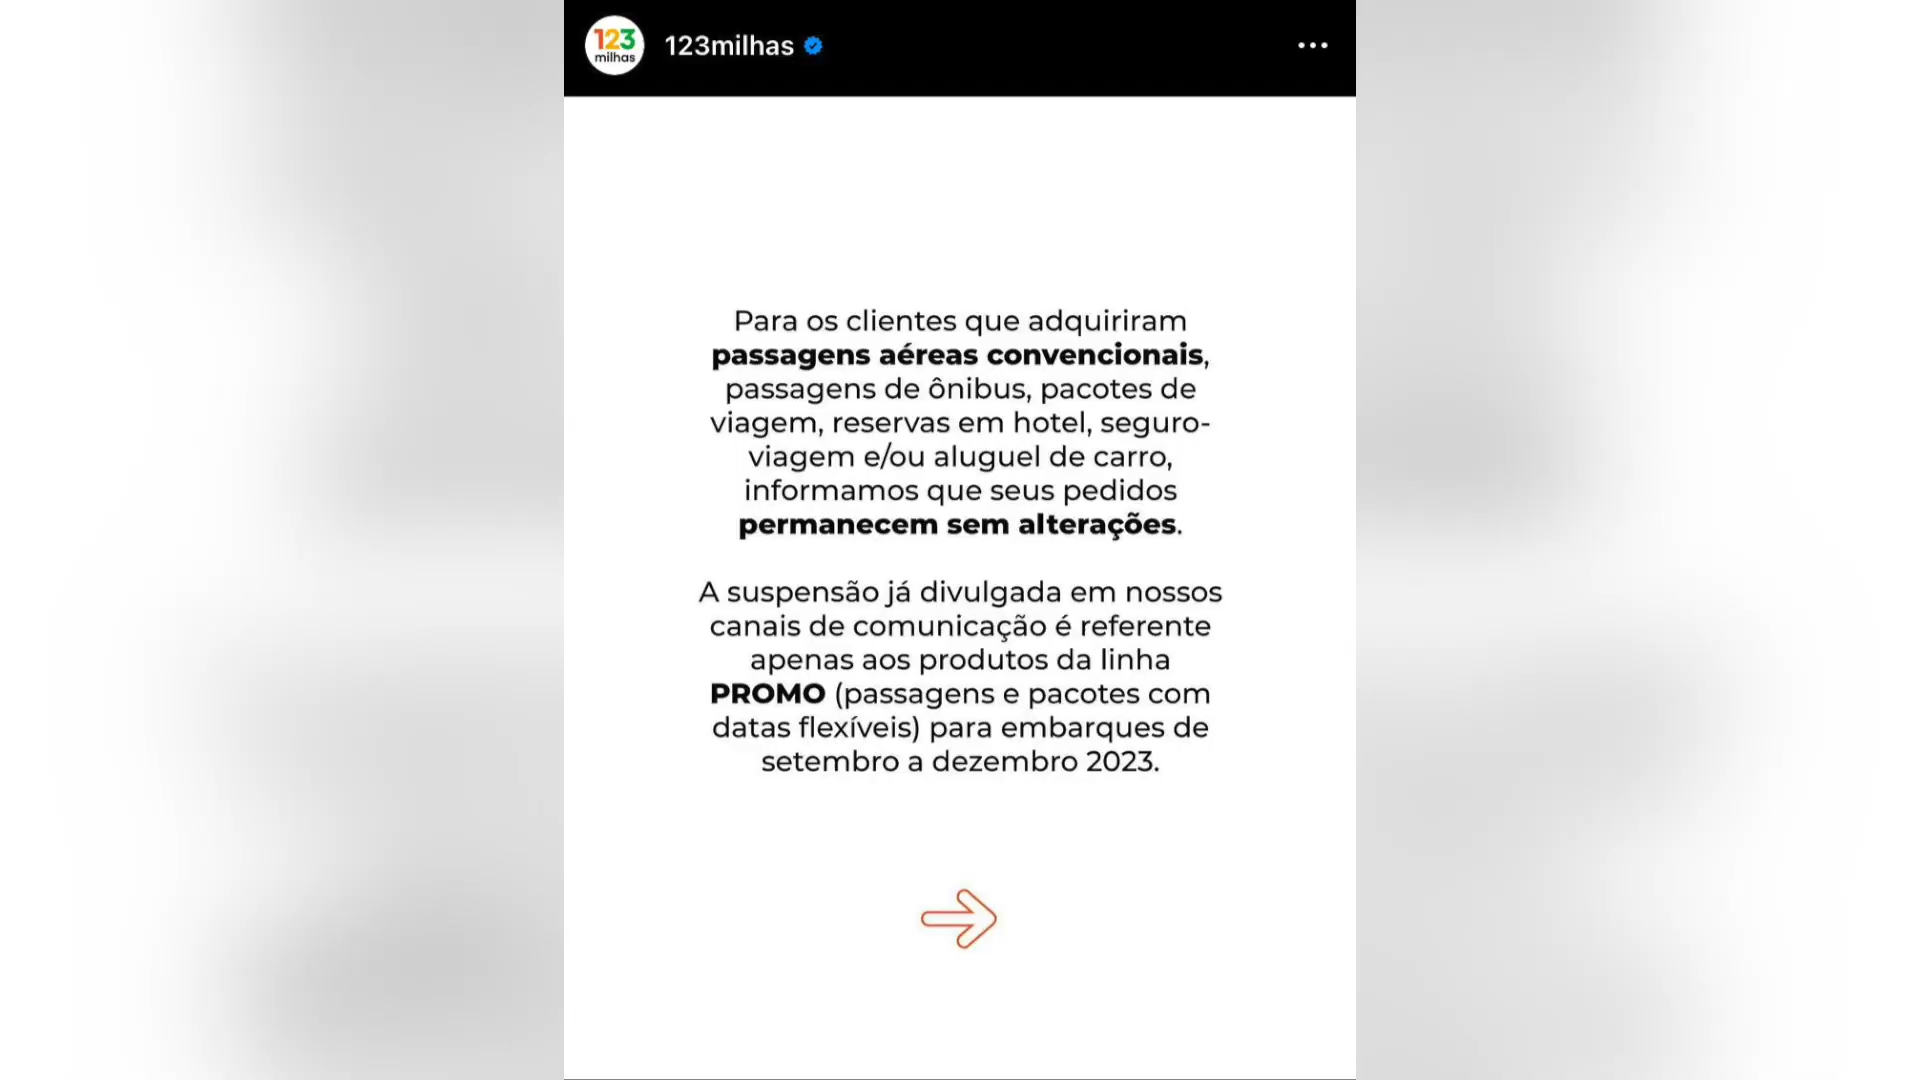 123
milhas
123milhas
Para os clientes que adquiriram
passagens aéreas convencionais,
passagens de ônibus, pacotes de
viagem, reservas em hotel, seguro-
viagem e/ou aluguel de carro,
informamos que seus pedidos
permanecem sem alterações.
A suspensão já divulgada em nossos
canais de comunicação é referente
apenas aos produtos da linha
PROMO (passagens e pacotes com
datas flexíveis) para embarques de
setembro a dezembro 2023.